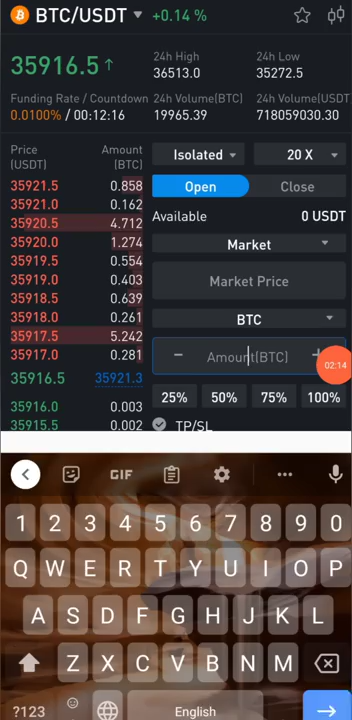 BTC/USDT +0.14 %
35916.5↑
24h High
36513.0
24h Low
35272.5
Funding Rate / Countdown
0.0100% / 00:12:16
24h Volume(BTC)
19965.39
24h Volume(USDT
718059030.30
Price
(USDT)
Amount
(BTC)
35921.5 0.858
35921.0 0.162
35920.5 4.712
35920.0 1.274
35919.5 0.554
35919.0 0.403
35918.5 0.639
35918.0 0.261
35917.5 5.242
35917.0 0.281
35916.5 35921.3
35916.0 0.003
35915.5 0.002
Isolated 20 X
Open Close
Available 0 USDT
Market
Market Price
BTC
− Amount(BTC) +
02:14
25% 50% 75% 100%
TP/SL
GIF
1 2 3 4 5 6 7 8 9 0
Q W E R T Y U I O P
A S D F G H J K L
Z X C V B N M
?123 English